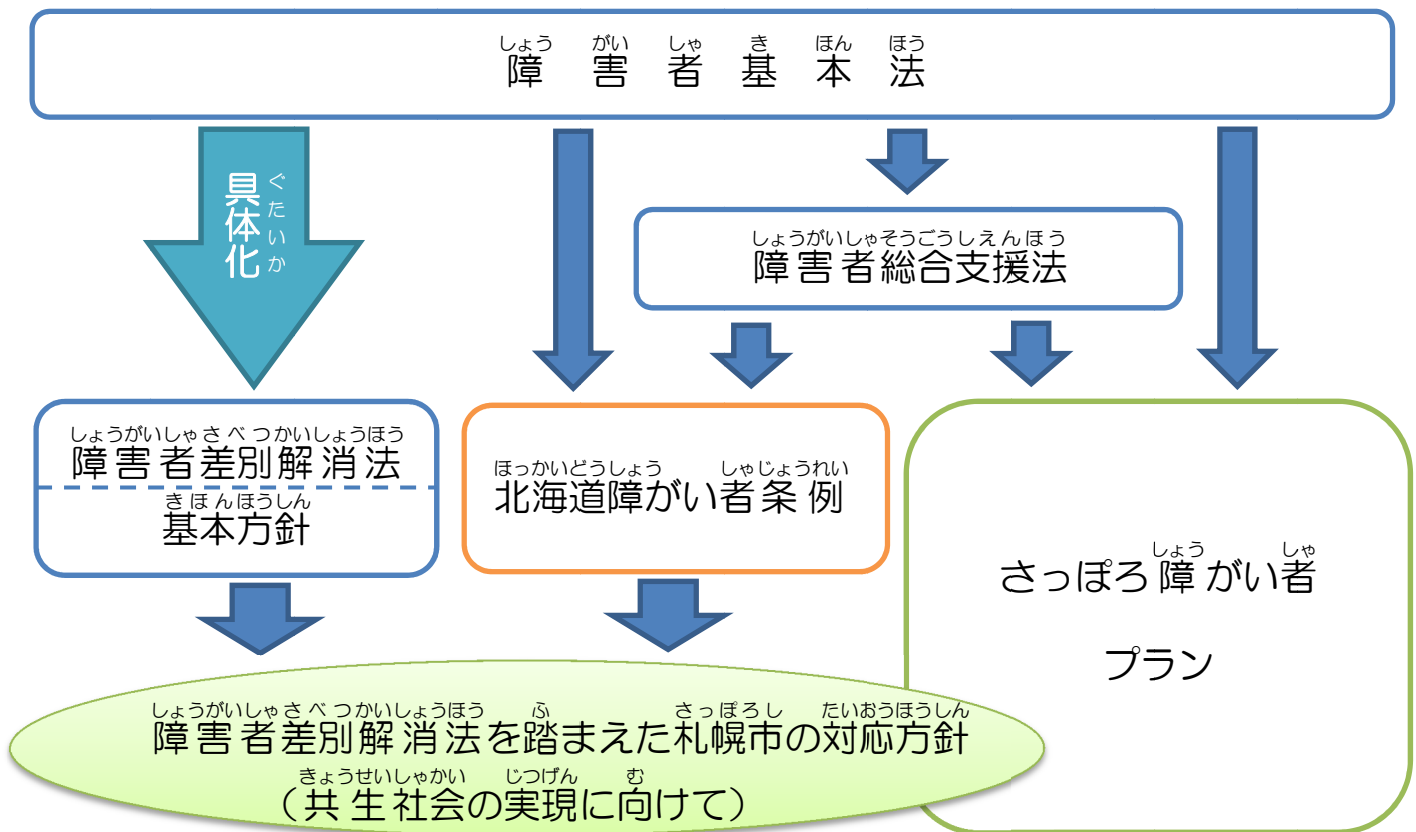 しょう がい しゃ き ほん ほう
障 害 者 基 本 法
具体化
ぐたいか
しょうがいしゃそうごうしえんほう
障害者総合支援法
しょうがいしゃさべつかいしょうほう
障害者差別解消法
きほんほうしん
基本方針
ほっかいどうしょう しゃじょうれい
北海道障がい者条例
しょう しゃ
さっぽろ障がい者
プラン
しょうがいしゃさべつかいしょうほう ふ さっぽろし たいおうほうしん
障害者差別解消法を踏まえた札幌市の対応方針
きょうせいしゃかい じつげん む
（共生社会の実現に向けて）